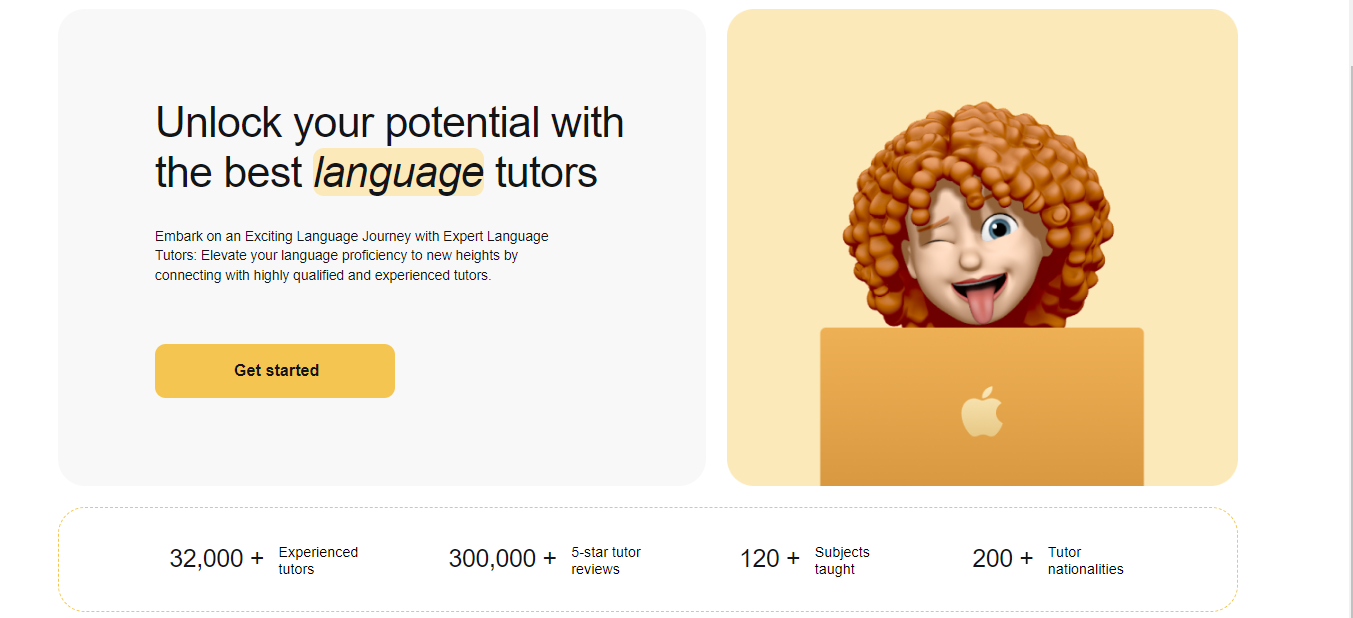 Unlock your potential with
the best language tutors
Embark on an Exciting Language Journey with Expert Language
Tutors: Elevate your language proficiency to new heights by
connecting with highly qualified and experienced tutors.
Get started
32,000 +
Experienced
tutors
300,000 +
5-star tutor
reviews
120 +
Subjects
taught
200 +
Tutor
nationalities